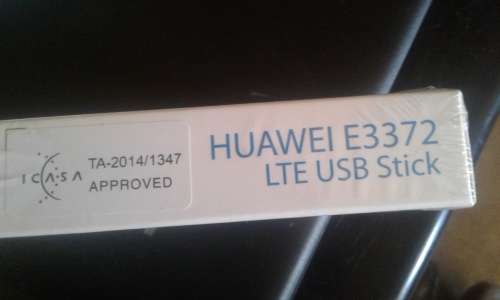 ICASA
TA-2014/1347
APPROVED
HUAWEI E3372
LTE USB Stick